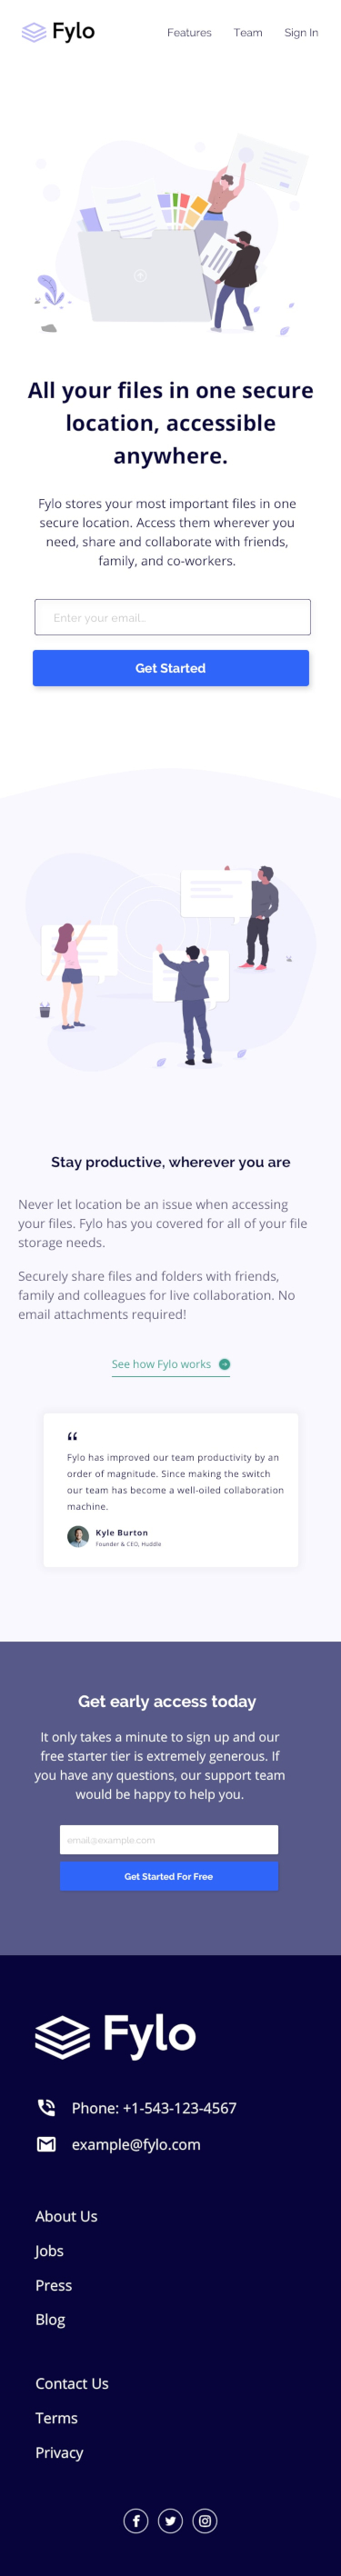 Fylo
Features Team Sign In
All your files in one secure
location, accessible
anywhere.
Fylo stores your most important files in one
secure location. Access them wherever you
need, share and collaborate with friends,
family, and co-workers.
Enter your email...
Get Started
Stay productive, wherever you are
Never let location be an issue when accessing
your files. Fylo has you covered for all of your file
storage needs.
Securely share files and folders with friends,
family and colleagues for live collaboration. No
email attachments required!
See how Fylo works
“
Fylo has improved our team productivity by an
order of magnitude. Since making the switch
our team has become a well-oiled collaboration
machine.
Kyle Burton
Founder & CEO, Huddle
Get early access today
It only takes a minute to sign up and our
free starter tier is extremely generous. If
you have any questions, our support team
would be happy to help you.
email@example.com
Get Started For Free
Fylo
Phone: +1-543-123-4567
example@fylo.com
About Us
Jobs
Press
Blog
Contact Us
Terms
Privacy